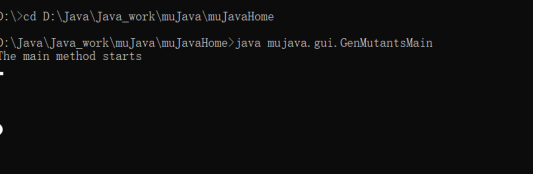 D:\>cd D:\Java\Java_work\muJava\muJavaHome
D:\Java\Java_work\muJava\muJavaHome>java mujava.gui.GenMutantsMain
The main method starts